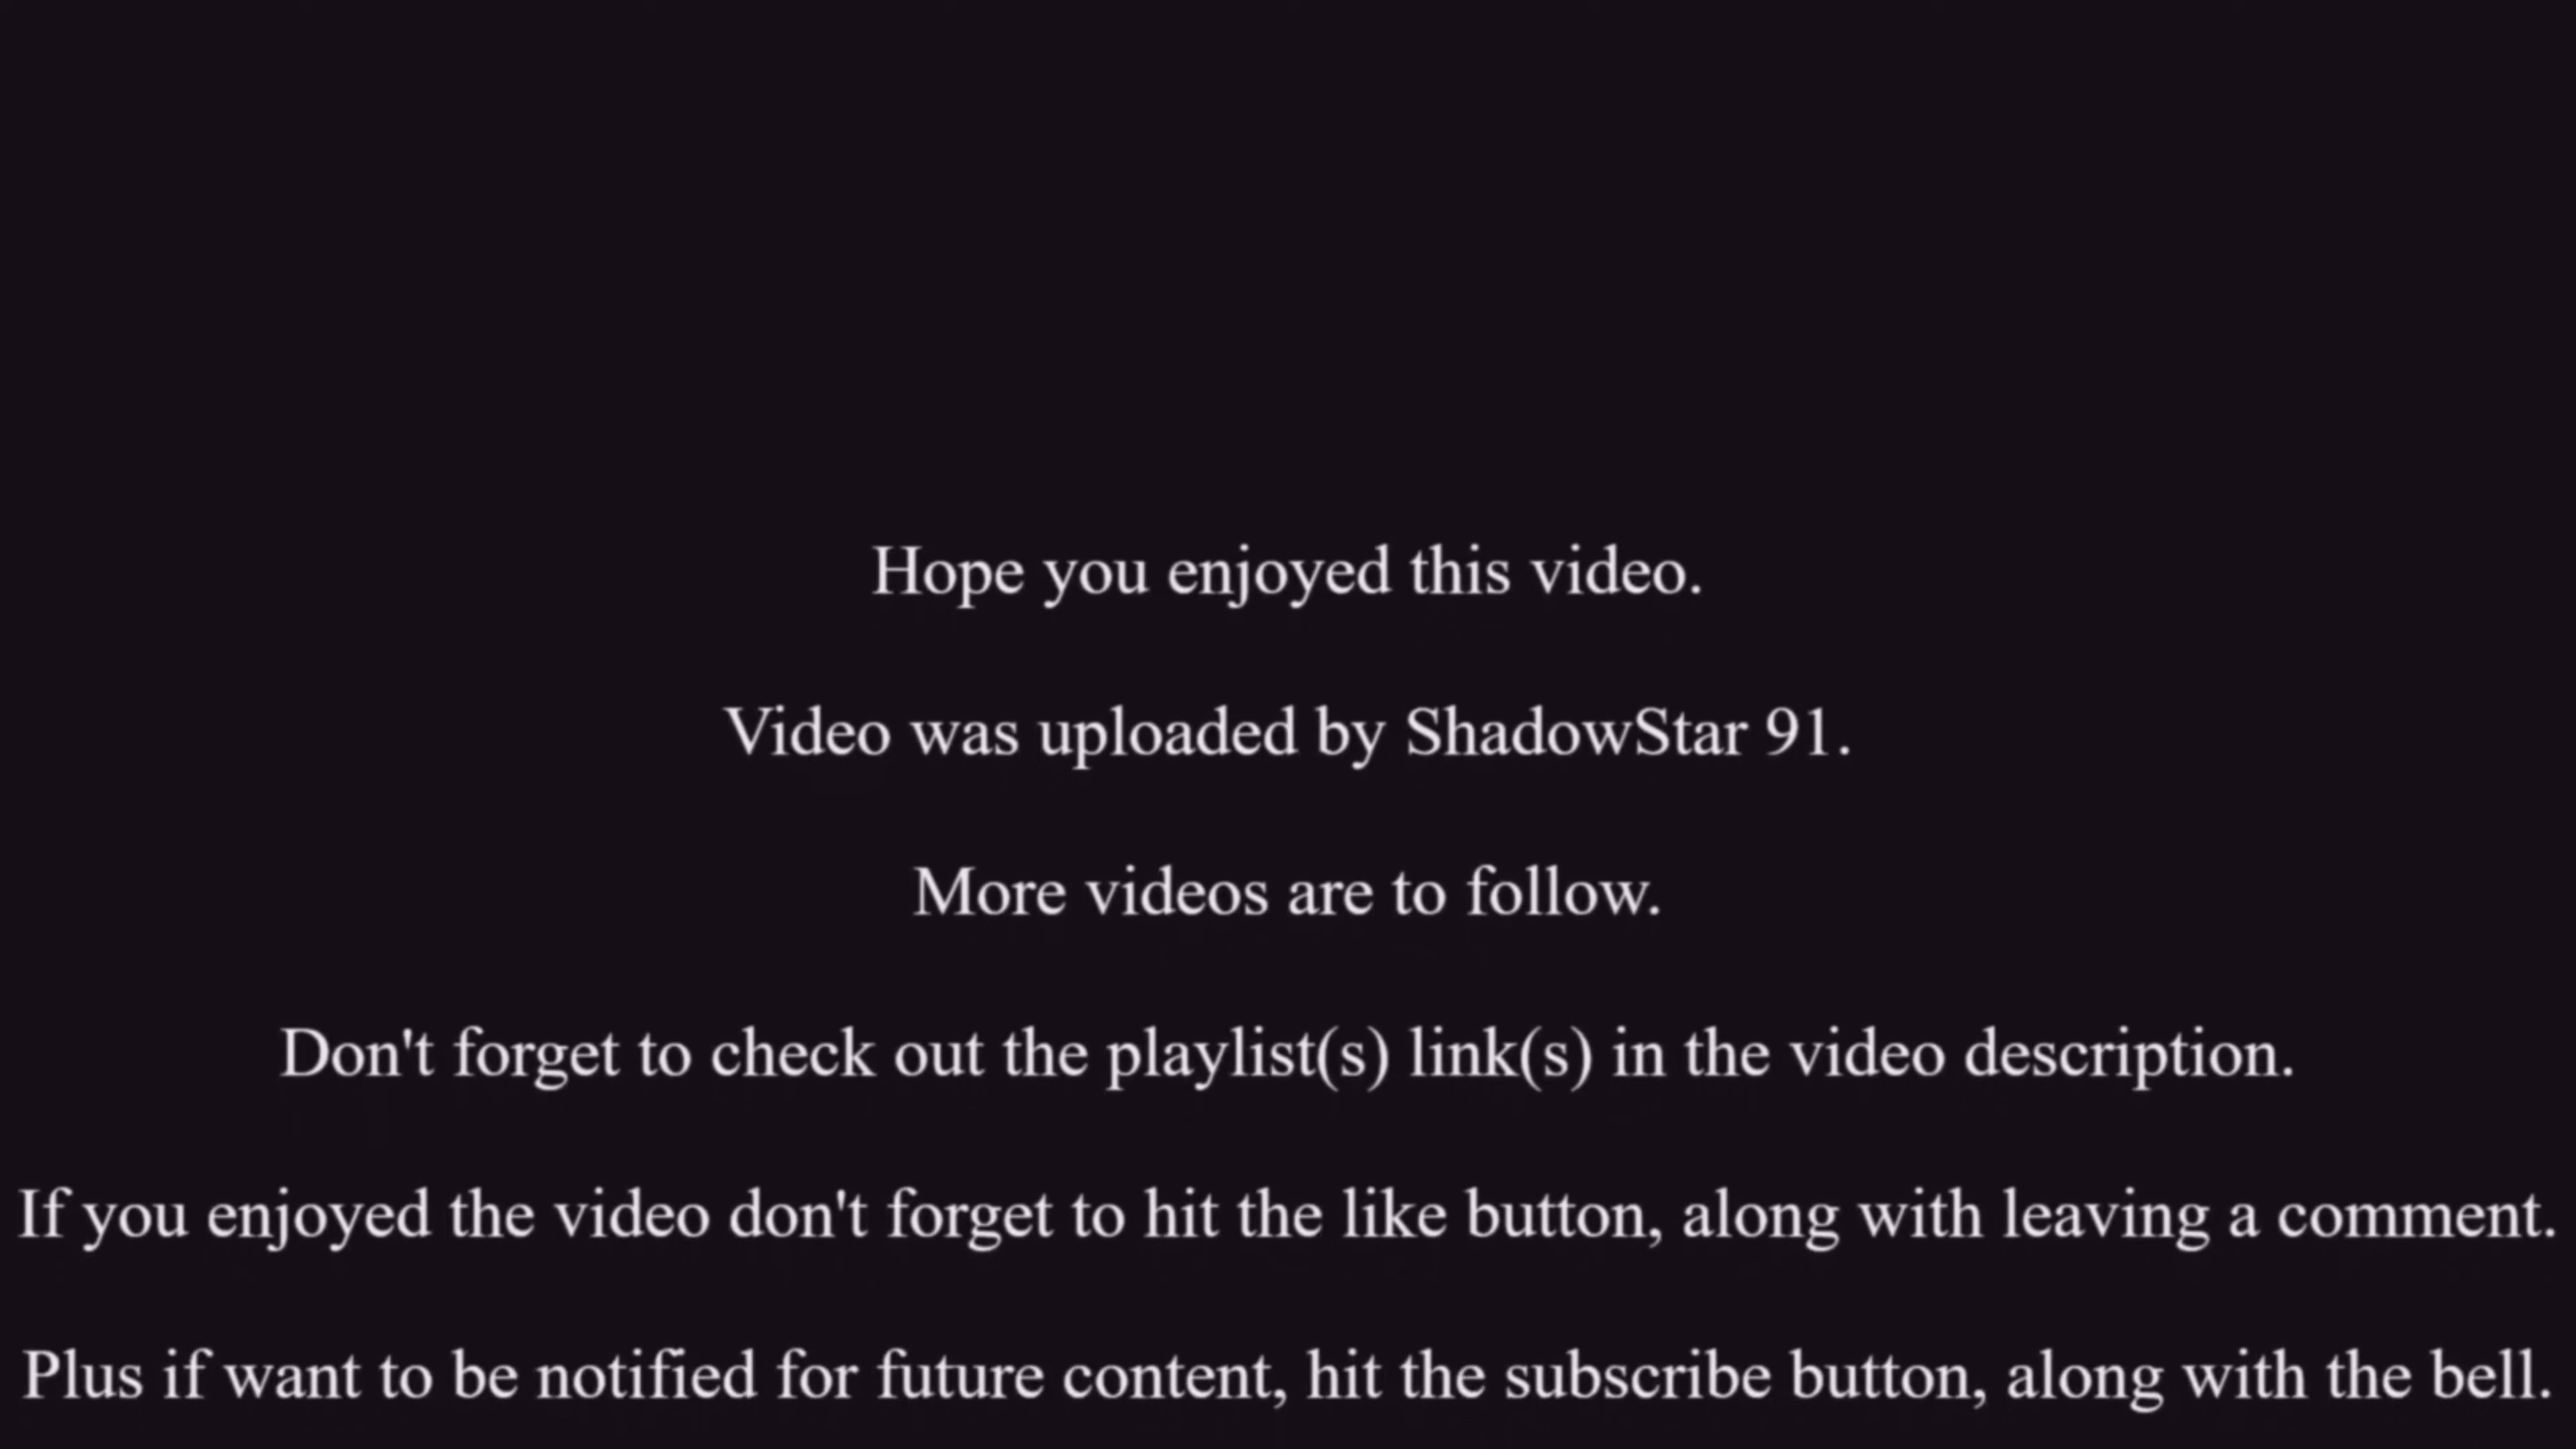 Hope you enjoyed this video.
Video was uploaded by ShadowStar 91.
More videos are to follow.
Don't forget to check out the playlist(s) link(s) in the video description.
If you enjoyed the video don't forget to hit the like button, along with leaving a comment.
Plus if want to be notified for future content, hit the subscribe button, along with the bell.